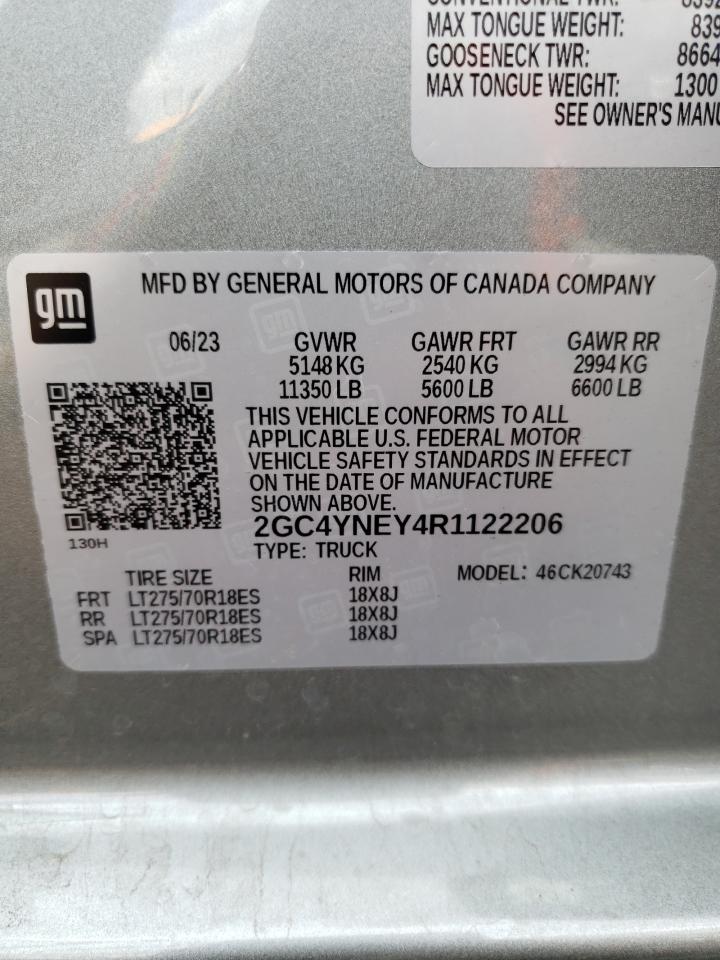 CONVENTIONAL TWR: 8392
MAX TONGUE WEIGHT: 839
GOOSENECK TWR: 8664
MAX TONGUE WEIGHT: 1300
SEE OWNER'S MANU
gm
MFD BY GENERAL MOTORS OF CANADA COMPANY
06/23 GVWR GAWR FRT GAWR RR
5148 KG 2540 KG 2994 KG
11350 LB 5600 LB 6600 LB
THIS VEHICLE CONFORMS TO ALL
APPLICABLE U.S. FEDERAL MOTOR
VEHICLE SAFETY STANDARDS IN EFFECT
ON THE DATE OF MANUFACTURE
SHOWN ABOVE.
130H
2GC4YNEY4R1122206
TYPE: TRUCK
TIRE SIZE RIM MODEL: 46CK20743
FRT LT275/70R18ES 18X8J
RR LT275/70R18ES 18X8J
SPA LT275/70R18ES 18X8J